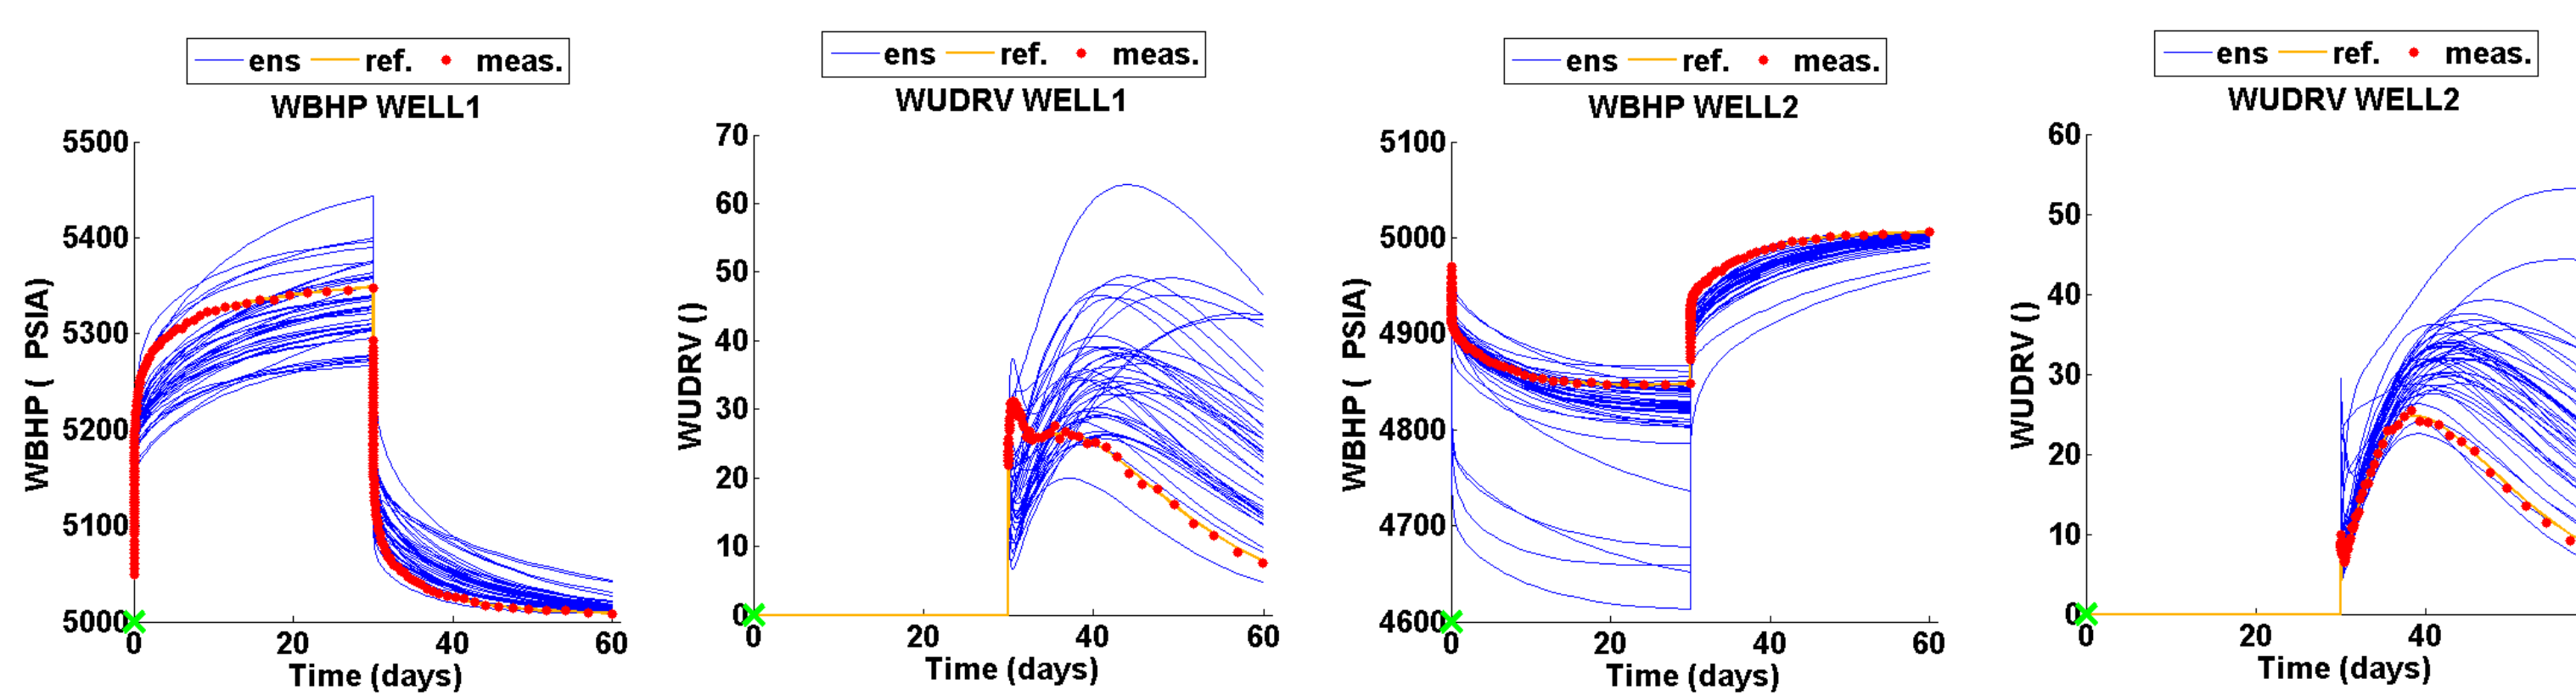 ens ref. meas.
WBHP WELL1
5500
5400
5300
5200
5100
5000
0 20 40 60
WBHP ( PSIA)
Time (days)
ens ref. meas.
WUDRV WELL1
70
60
50
40
30
20
10
0
0 20 40 60
WUDRV ()
Time (days)
ens ref. meas.
WBHP WELL2
5100
5000
4900
4800
4700
4600
0 20 40 60
WBHP ( PSIA)
Time (days)
ens ref. meas.
WUDRV WELL2
60
50
40
30
20
10
0
0 20 40
WUDRV ()
Time (days)